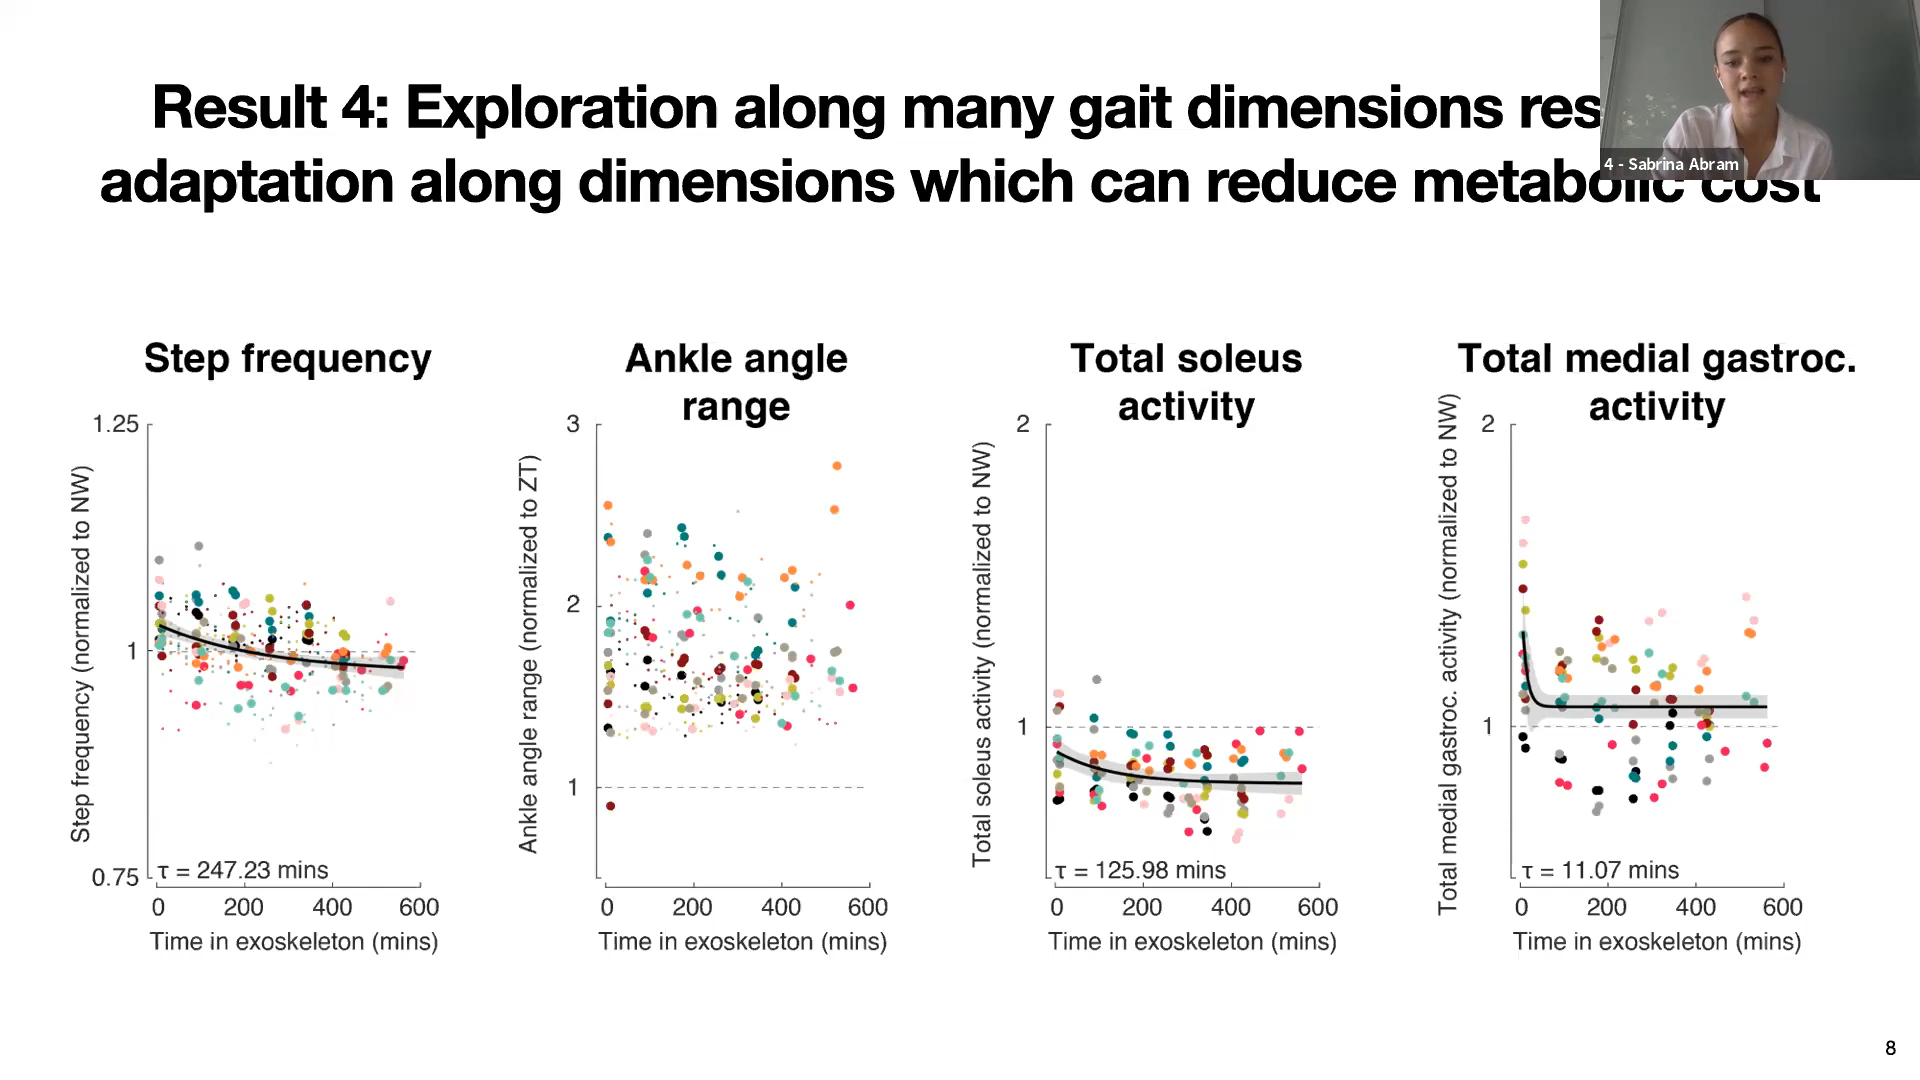 Result 4: Exploration along many gait dimensions res
adaptation along dimensions which can reduce metabolic cost
4 - Sabrina Abram
Step frequency
Step frequency (normalized to NW)
1.25
1
0.75
τ = 247.23 mins
0 200 400 600
Time in exoskeleton (mins)
Ankle angle
range
Ankle angle range (normalized to ZT)
3
2
1
0 200 400 600
Time in exoskeleton (mins)
Total soleus
activity
Total soleus activity (normalized to NW)
2
1
τ = 125.98 mins
0 200 400 600
Time in exoskeleton (mins)
Total medial gastroc.
activity
Total medial gastroc. activity (normalized to NW)
2
1
τ = 11.07 mins
0 200 400 600
Time in exoskeleton (mins)
8